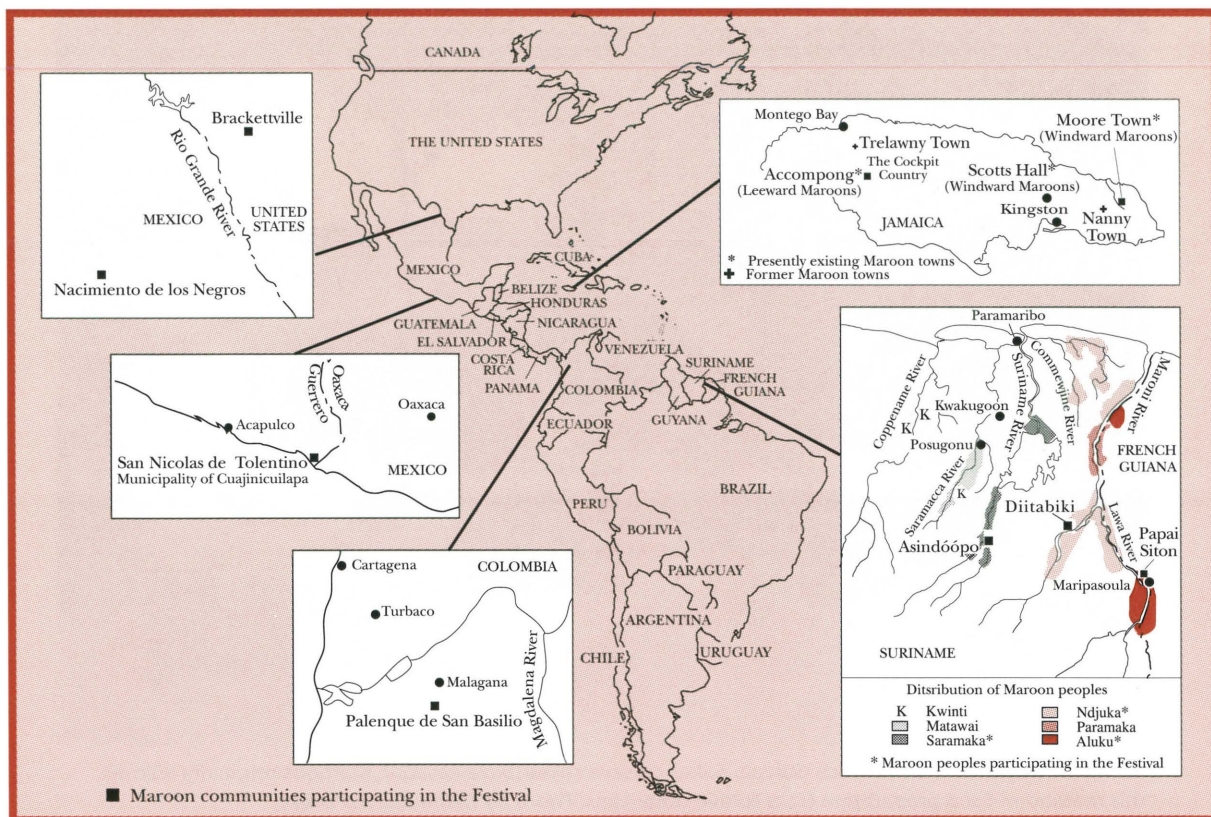 CANADA
THE UNITED STATES
MEXICO
CUBA
BELIZE
HONDURAS
GUATEMALA
NICARAGUA
EL SALVADOR
COSTA
RICA
PANAMA
VENEZUELA
SURINAME
FRENCH
GUIANA
COLOMBIA
GUYANA
ECUADOR
BRAZIL
PERU
BOLIVIA
PARAGUAY
ARGENTINA
CHILE
URUGUAY
Brackettville
Rio Grande River
MEXICO
UNITED
STATES
Nacimiento de los Negros
Oaxaca
Guerrero
Oaxaca
Acapulco
San Nicolas de Tolentino
Municipality of Cuajinicuilapa
MEXICO
Cartagena
COLOMBIA
Turbaco
Malagana
Palenque de San Basilio
Magdalena River
Montego Bay
Moore Town*
(Windward Maroons)
Trelawny Town
The Cockpit
Country
Accompong*
(Leeward Maroons)
Scotts Hall*
(Windward Maroons)
Kingston
Nanny
Town
JAMAICA
* Presently existing Maroon towns
✚ Former Maroon towns
Paramaribo
Coppename River
Suriname River
Commewjine River
Maroni River
K
K
Kwakugoon
Posugonu
FRENCH
GUIANA
Saramacca River
K
Diitabiki
Lawa River
Papai
Siton
Asindóópo
Maripasoula
SURINAME
Ditsribution of Maroon peoples
K Kwinti
Matawai
Saramaka*
Ndjuka*
Paramaka
Aluku*
* Maroon peoples participating in the Festival
■ Maroon communities participating in the Festival